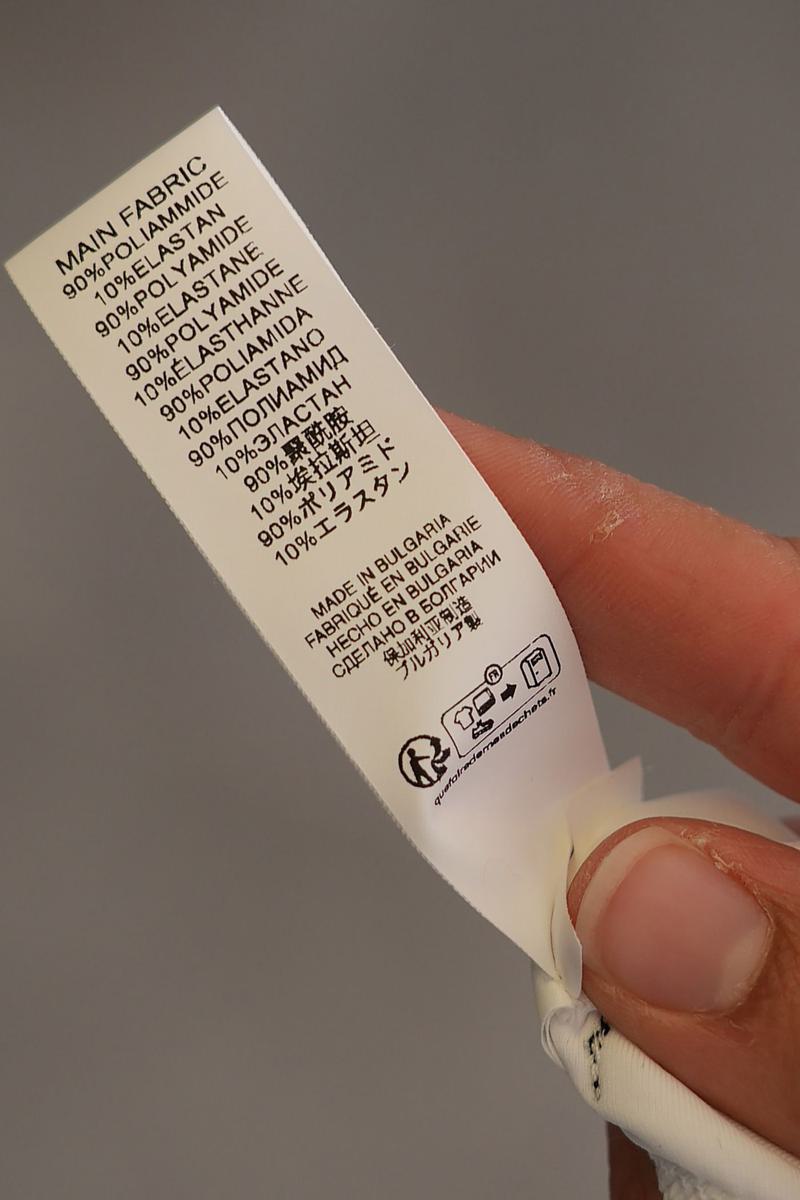 MAIN FABRIC
90%POLIAMMIDE
10%ELASTAN
90%POLYAMIDE
10%ELASTANE
90%POLYAMIDE
10%ÉLASTHANNE
90%POLIAMIDA
10%ELASTANO
90%ПОЛИАМИД
10%ЭЛАСТАН
90%聚酰胺
10%埃拉斯坦
90%ポリアミド
10%エラスタン
MADE IN BULGARIA
FABRIQUÉ EN BULGARIE
HECHO EN BULGARIA
СДЕЛАНО В БОЛГАРИИ
保加利亚制造
ブルガリア製
FR
quefairedemesdechets.fr